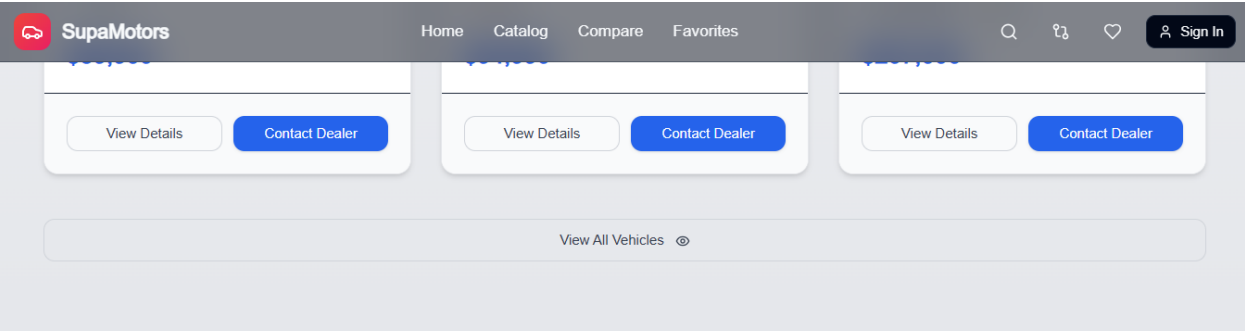 SupaMotors Home Catalog Compare Favorites Sign In
View Details Contact Dealer View Details Contact Dealer View Details Contact Dealer
View All Vehicles